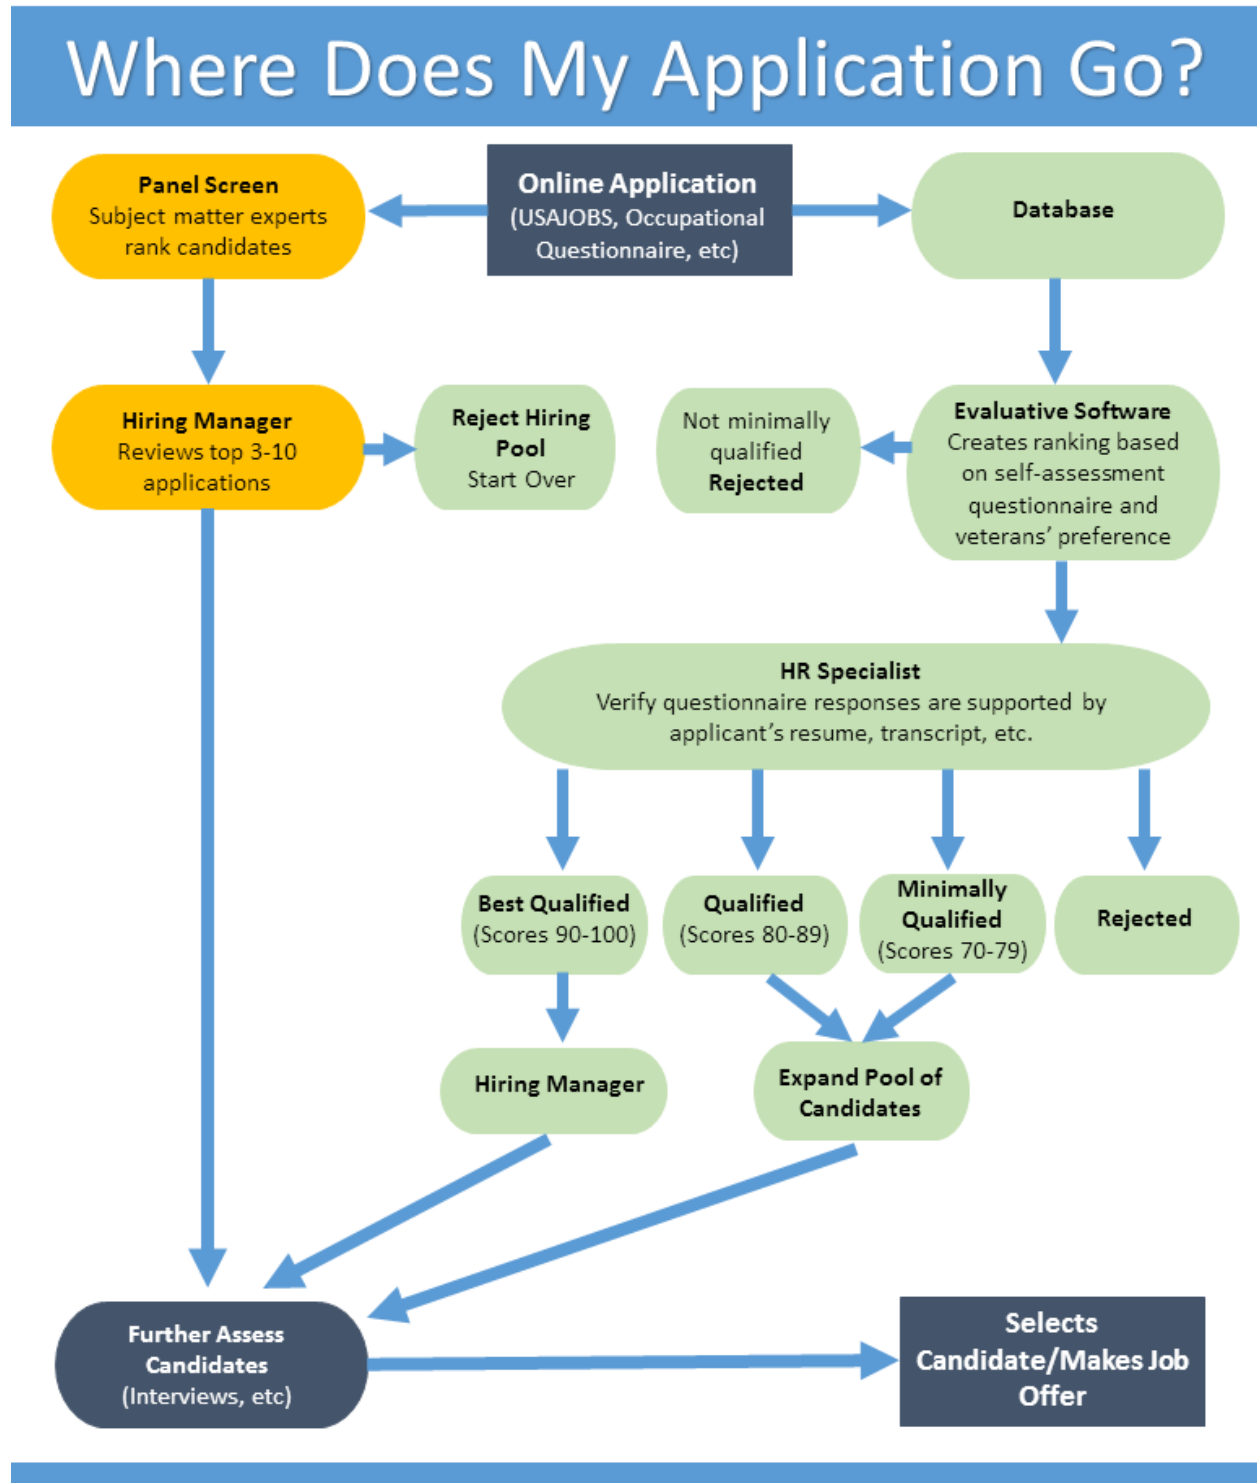 Where Does My Application Go?
Panel Screen
Subject matter experts
rank candidates
Online Application
(USAJOBS, Occupational
Questionnaire, etc)
Database
Hiring Manager
Reviews top 3-10
applications
Reject Hiring
Pool
Start Over
Not minimally
qualified
Rejected
Evaluative Software
Creates ranking based
on self-assessment
questionnaire and
veterans’ preference
HR Specialist
Verify questionnaire responses are supported by
applicant’s resume, transcript, etc.
Best Qualified
(Scores 90-100)
Qualified
(Scores 80-89)
Minimally
Qualified
(Scores 70-79)
Rejected
Hiring Manager
Expand Pool of
Candidates
Further Assess
Candidates
(Interviews, etc)
Selects
Candidate/Makes Job
Offer